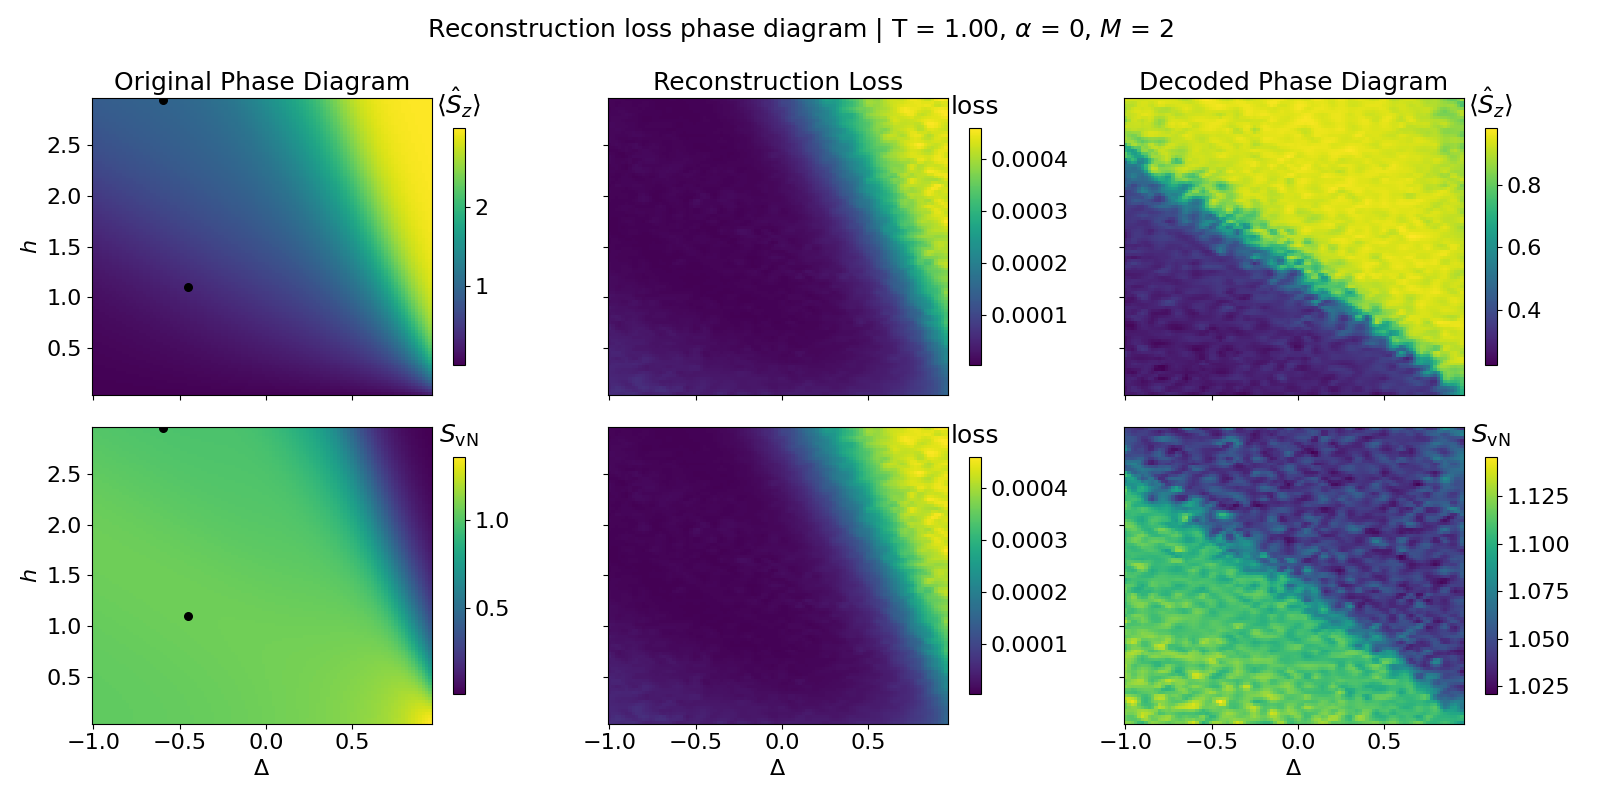 Reconstruction loss phase diagram | T = 1.00, α = 0, M = 2
Original Phase Diagram
⟨Ŝz⟩
h
2.5
2.0
1.5
1.0
0.5
2
1
Reconstruction Loss
loss
0.0004
0.0003
0.0002
0.0001
Decoded Phase Diagram
⟨Ŝz⟩
0.8
0.6
0.4
SvN
h
2.5
2.0
1.5
1.0
0.5
1.0
0.5
−1.0
−0.5
0.0
0.5
Δ
loss
0.0004
0.0003
0.0002
0.0001
−1.0
−0.5
0.0
0.5
Δ
SvN
1.125
1.100
1.075
1.050
1.025
−1.0
−0.5
0.0
0.5
Δ